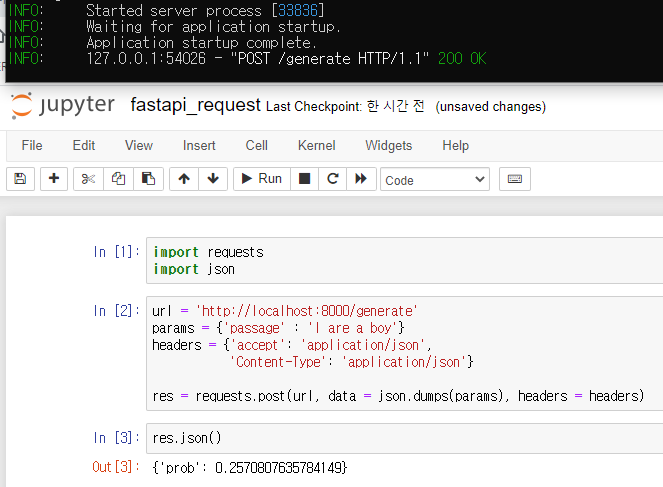 INFO:     Started server process [33836]
INFO:     Waiting for application startup.
INFO:     Application startup complete.
INFO:     127.0.0.1:54026 - "POST /generate HTTP/1.1" 200 OK
jupyter fastapi_request Last Checkpoint: 한 시간 전 (unsaved changes)
File Edit View Insert Cell Kernel Widgets Help
Run Code
In [1]: import requests
import json
In [2]: url = 'http://localhost:8000/generate'
params = {'passage' : 'I are a boy'}
headers = {'accept': 'application/json',
'Content-Type': 'application/json'}
res = requests.post(url, data = json.dumps(params), headers = headers)
In [3]: res.json()
Out[3]: {'prob': 0.2570807635784149}